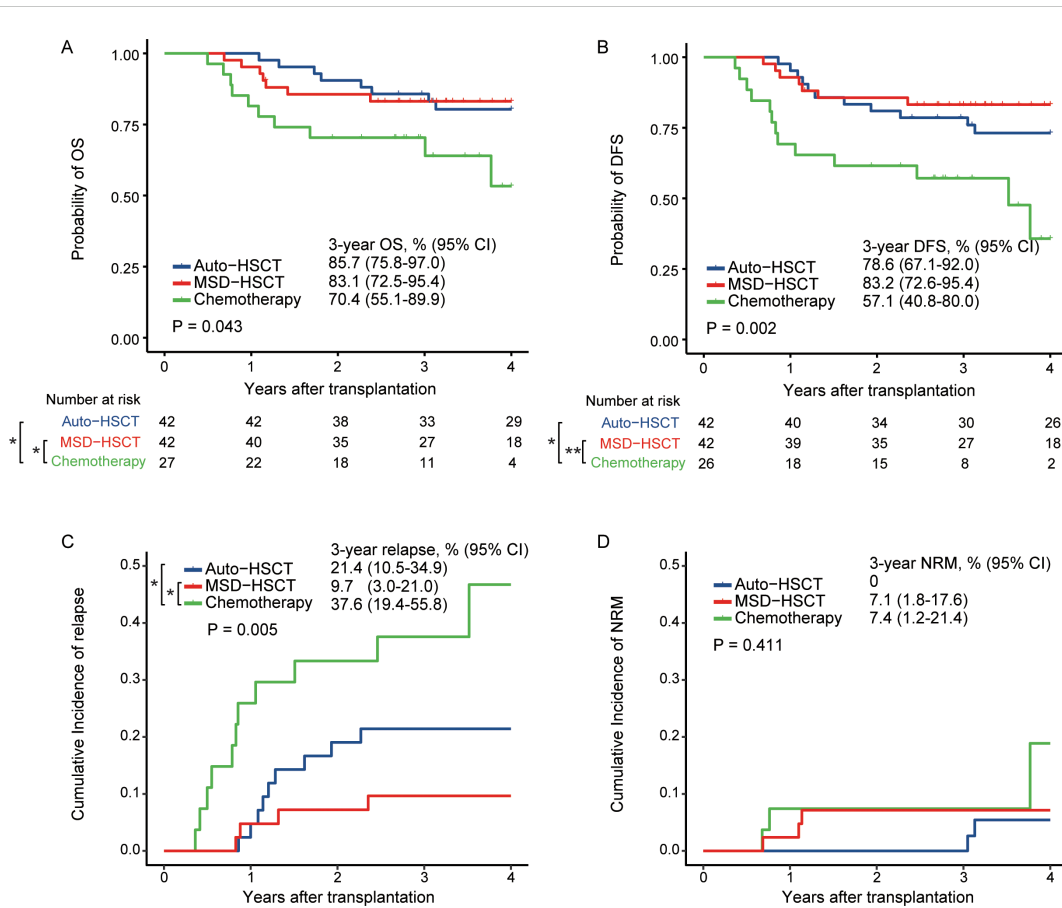 A
1.00
0.75
0.50
0.25
0.00
Probability of OS
3-year OS, % (95% CI)
Auto−HSCT 85.7 (75.8-97.0)
MSD−HSCT 83.1 (72.5-95.4)
Chemotherapy 70.4 (55.1-89.9)
P = 0.043
0 1 2 3 4
Years after transplantation
Number at risk
Auto−HSCT 42 42 38 33 29
* * MSD−HSCT 42 40 35 27 18
Chemotherapy 27 22 18 11 4
B
1.00
0.75
0.50
0.25
0.00
Probability of DFS
3-year DFS, % (95% CI)
Auto−HSCT 78.6 (67.1-92.0)
MSD−HSCT 83.2 (72.6-95.4)
Chemotherapy 57.1 (40.8-80.0)
P = 0.002
0 1 2 3 4
Years after transplantation
Number at risk
Auto−HSCT 42 40 34 30 26
* ** MSD−HSCT 42 39 35 27 18
Chemotherapy 26 18 15 8 2
C
0.5
0.4
0.3
0.2
0.1
0.0
Cumulative Incidence of relapse
3-year relapse, % (95% CI)
Auto−HSCT 21.4 (10.5-34.9)
* * MSD−HSCT 9.7 (3.0-21.0)
Chemotherapy 37.6 (19.4-55.8)
P = 0.005
0 1 2 3 4
Years after transplantation
D
0.5
0.4
0.3
0.2
0.1
0.0
Cumulative Incidence of NRM
3-year NRM, % (95% CI)
Auto−HSCT 0
MSD−HSCT 7.1 (1.8-17.6)
Chemotherapy 7.4 (1.2-21.4)
P = 0.411
0 1 2 3 4
Years after transplantation